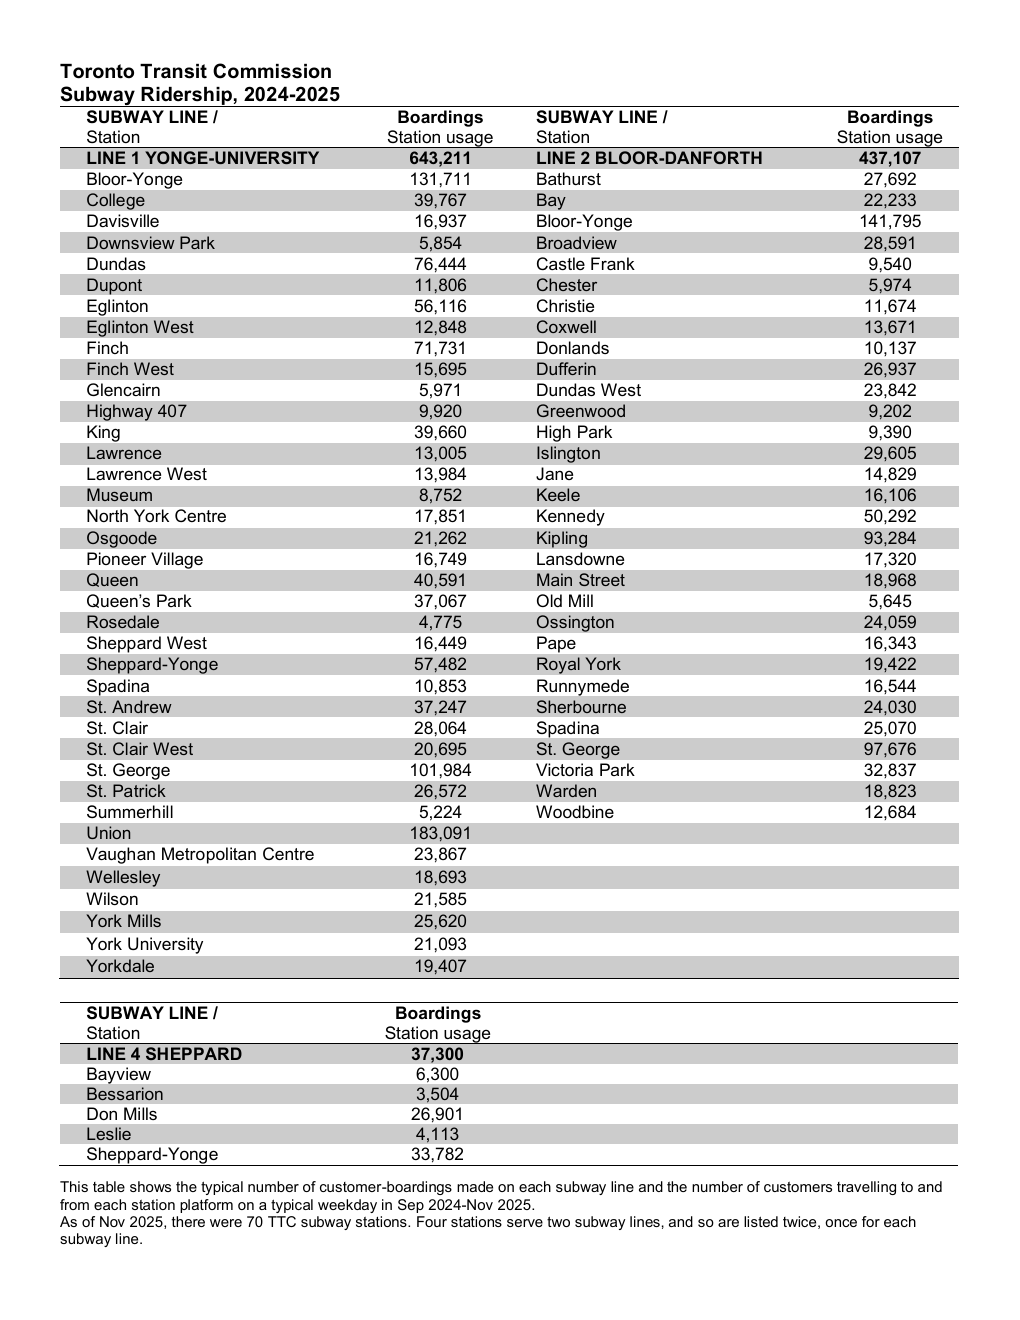 Toronto Transit Commission
Subway Ridership, 2024-2025
SUBWAY LINE / Boardings SUBWAY LINE / Boardings
Station Station usage Station Station usage
LINE 1 YONGE-UNIVERSITY 643,211 LINE 2 BLOOR-DANFORTH 437,107
Bloor-Yonge 131,711 Bathurst 27,692
College 39,767 Bay 22,233
Davisville 16,937 Bloor-Yonge 141,795
Downsview Park 5,854 Broadview 28,591
Dundas 76,444 Castle Frank 9,540
Dupont 11,806 Chester 5,974
Eglinton 56,116 Christie 11,674
Eglinton West 12,848 Coxwell 13,671
Finch 71,731 Donlands 10,137
Finch West 15,695 Dufferin 26,937
Glencairn 5,971 Dundas West 23,842
Highway 407 9,920 Greenwood 9,202
King 39,660 High Park 9,390
Lawrence 13,005 Islington 29,605
Lawrence West 13,984 Jane 14,829
Museum 8,752 Keele 16,106
North York Centre 17,851 Kennedy 50,292
Osgoode 21,262 Kipling 93,284
Pioneer Village 16,749 Lansdowne 17,320
Queen 40,591 Main Street 18,968
Queen’s Park 37,067 Old Mill 5,645
Rosedale 4,775 Ossington 24,059
Sheppard West 16,449 Pape 16,343
Sheppard-Yonge 57,482 Royal York 19,422
Spadina 10,853 Runnymede 16,544
St. Andrew 37,247 Sherbourne 24,030
St. Clair 28,064 Spadina 25,070
St. Clair West 20,695 St. George 97,676
St. George 101,984 Victoria Park 32,837
St. Patrick 26,572 Warden 18,823
Summerhill 5,224 Woodbine 12,684
Union 183,091
Vaughan Metropolitan Centre 23,867
Wellesley 18,693
Wilson 21,585
York Mills 25,620
York University 21,093
Yorkdale 19,407
SUBWAY LINE / Boardings
Station Station usage
LINE 4 SHEPPARD 37,300
Bayview 6,300
Bessarion 3,504
Don Mills 26,901
Leslie 4,113
Sheppard-Yonge 33,782
This table shows the typical number of customer-boardings made on each subway line and the number of customers travelling to and
from each station platform on a typical weekday in Sep 2024-Nov 2025.
As of Nov 2025, there were 70 TTC subway stations. Four stations serve two subway lines, and so are listed twice, once for each
subway line.